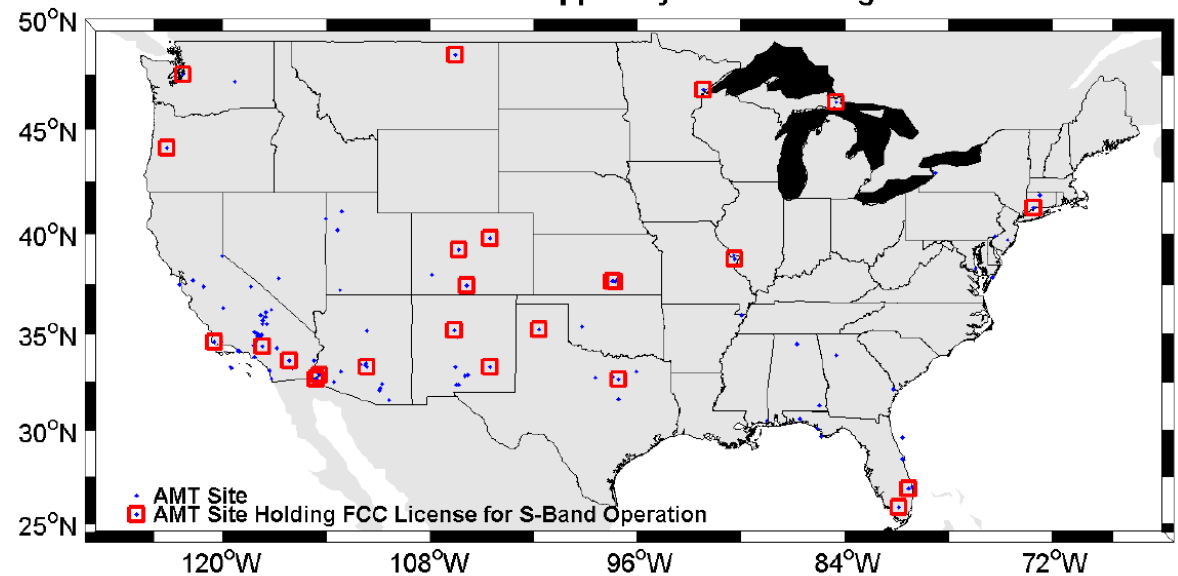 50°N
45°N
40°N
35°N
30°N
25°N
AMT Site
AMT Site Holding FCC License for S-Band Operation
120°W 108°W 96°W 84°W 72°W